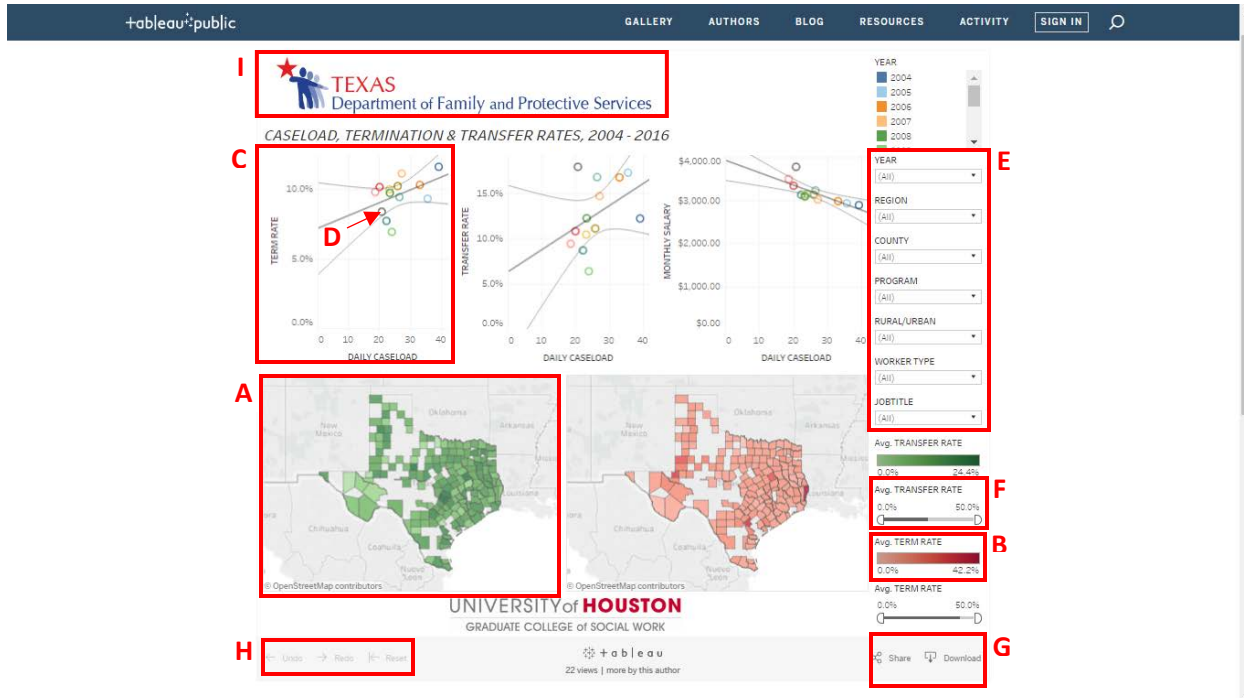 +ab|eau public
GALLERY AUTHORS BLOG RESOURCES ACTIVITY SIGN IN
I
TEXAS
Department of Family and Protective Services
CASELOAD, TERMINATION & TRANSFER RATES, 2004 - 2016
YEAR
2004
2005
2006
2007
2008
C
TERM RATE
10.0%
5.0%
0.0%
0 10 20 30 40
DAILY CASELOAD
D
TRANSFER RATE
15.0%
10.0%
5.0%
0.0%
0 10 20 30 40
DAILY CASELOAD
MONTHLY SALARY
$4,000.00
$3,000.00
$2,000.00
$1,000.00
$0.00
0 10 20 30 40
DAILY CASELOAD
E
YEAR
(All)
REGION
(All)
COUNTY
(All)
PROGRAM
(All)
RURAL/URBAN
(All)
WORKER TYPE
(All)
JOBTITLE
(All)
A
Oklahoma
New
Mexico
Arkansas
Louisiana
Chihuahua
Coahuila
Nuevo
Leon
© OpenStreetMap contributors
Oklahoma
New
Mexico
Arkansas
Louisiana
Chihuahua
Nuevo
Leon
© OpenStreetMap contributors
Avg. TRANSFER RATE
0.0% 24.4%
F
Avg. TRANSFER RATE
0.0% 50.0%
B
Avg. TERM RATE
0.0% 42.2%
Avg. TERM RATE
0.0% 50.0%
UNIVERSITY of HOUSTON
GRADUATE COLLEGE of SOCIAL WORK
H
Undo Redo Reset
+ab|eau
22 views | more by this author
G
Share Download